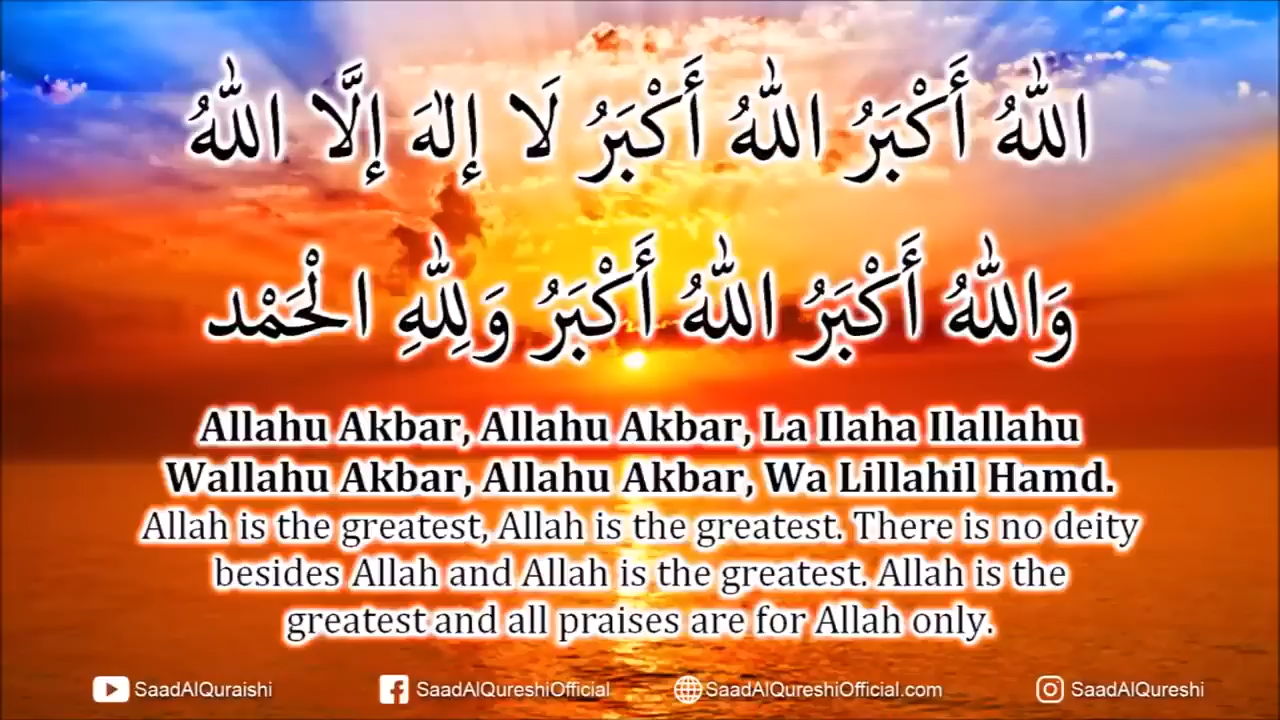 اللّٰهُ أَكْبَرُ اللّٰهُ أَكْبَرُ لَا إِلٰهَ إِلَّا اللّٰهُ
وَاللّٰهُ أَكْبَرُ اللّٰهُ أَكْبَرُ وَلِلّٰهِ الْحَمْد
Allahu Akbar, Allahu Akbar, La Ilaha Ilallahu
Wallahu Akbar, Allahu Akbar, Wa Lillahil Hamd.
Allah is the greatest, Allah is the greatest. There is no deity
besides Allah and Allah is the greatest. Allah is the
greatest and all praises are for Allah only.
SaadAlQuraishi SaadAlQureshiOfficial SaadAlQureshiOfficial.com SaadAlQureshi